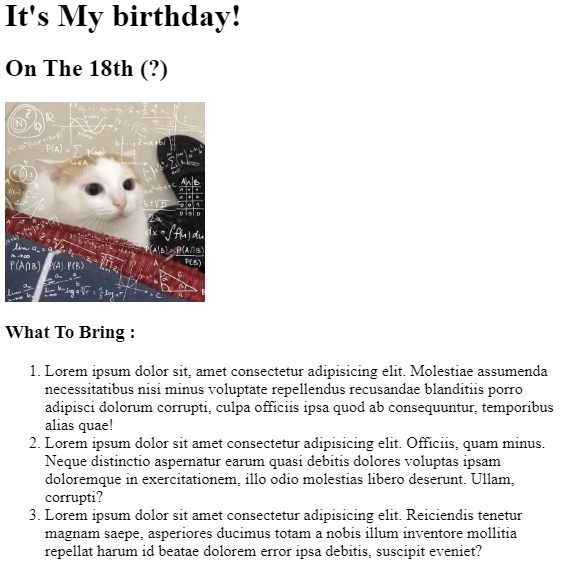 It's My birthday!
On The 18th (?)
P(A)=
z=a+bi
A∧B
P(A|B)=P(A∩B)
P(B)
P(A∩B)=P(A).P(B)
What To Bring :
1. Lorem ipsum dolor sit, amet consectetur adipisicing elit. Molestiae assumenda
necessitatibus nisi minus voluptate repellendus recusandae blanditiis porro
adipisci dolorum corrupti, culpa officiis ipsa quod ab consequuntur, temporibus
alias quae!
2. Lorem ipsum dolor sit amet consectetur adipisicing elit. Officiis, quam minus.
Neque distinctio aspernatur earum quasi debitis dolores voluptas ipsam
doloremque in exercitationem, illo odio molestias libero deserunt. Ullam,
corrupti?
3. Lorem ipsum dolor sit amet consectetur adipisicing elit. Reiciendis tenetur
magnam saepe, asperiores ducimus totam a nobis illum inventore mollitia
repellat harum id beatae dolorem error ipsa debitis, suscipit eveniet?